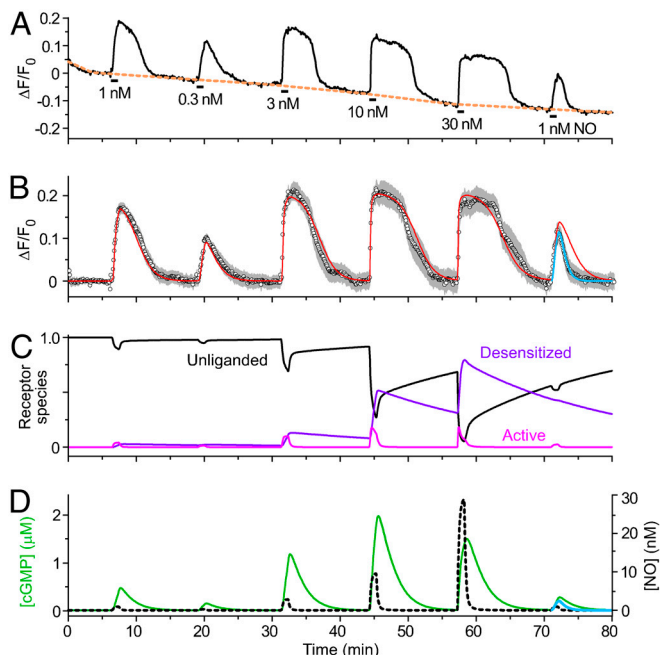 A
0.2
0.1
0
-0.1
-0.2
ΔF/F0
1 nM
0.3 nM
3 nM
10 nM
30 nM
1 nM NO
B
0.2
0.1
0
ΔF/F0
C
1.0
0
Receptor
species
Unliganded
Desensitized
Active
D
2
1
0
[cGMP] (μM)
30
20
10
0
[NO] (nM)
0 10 20 30 40 50 60 70 80
Time (min)